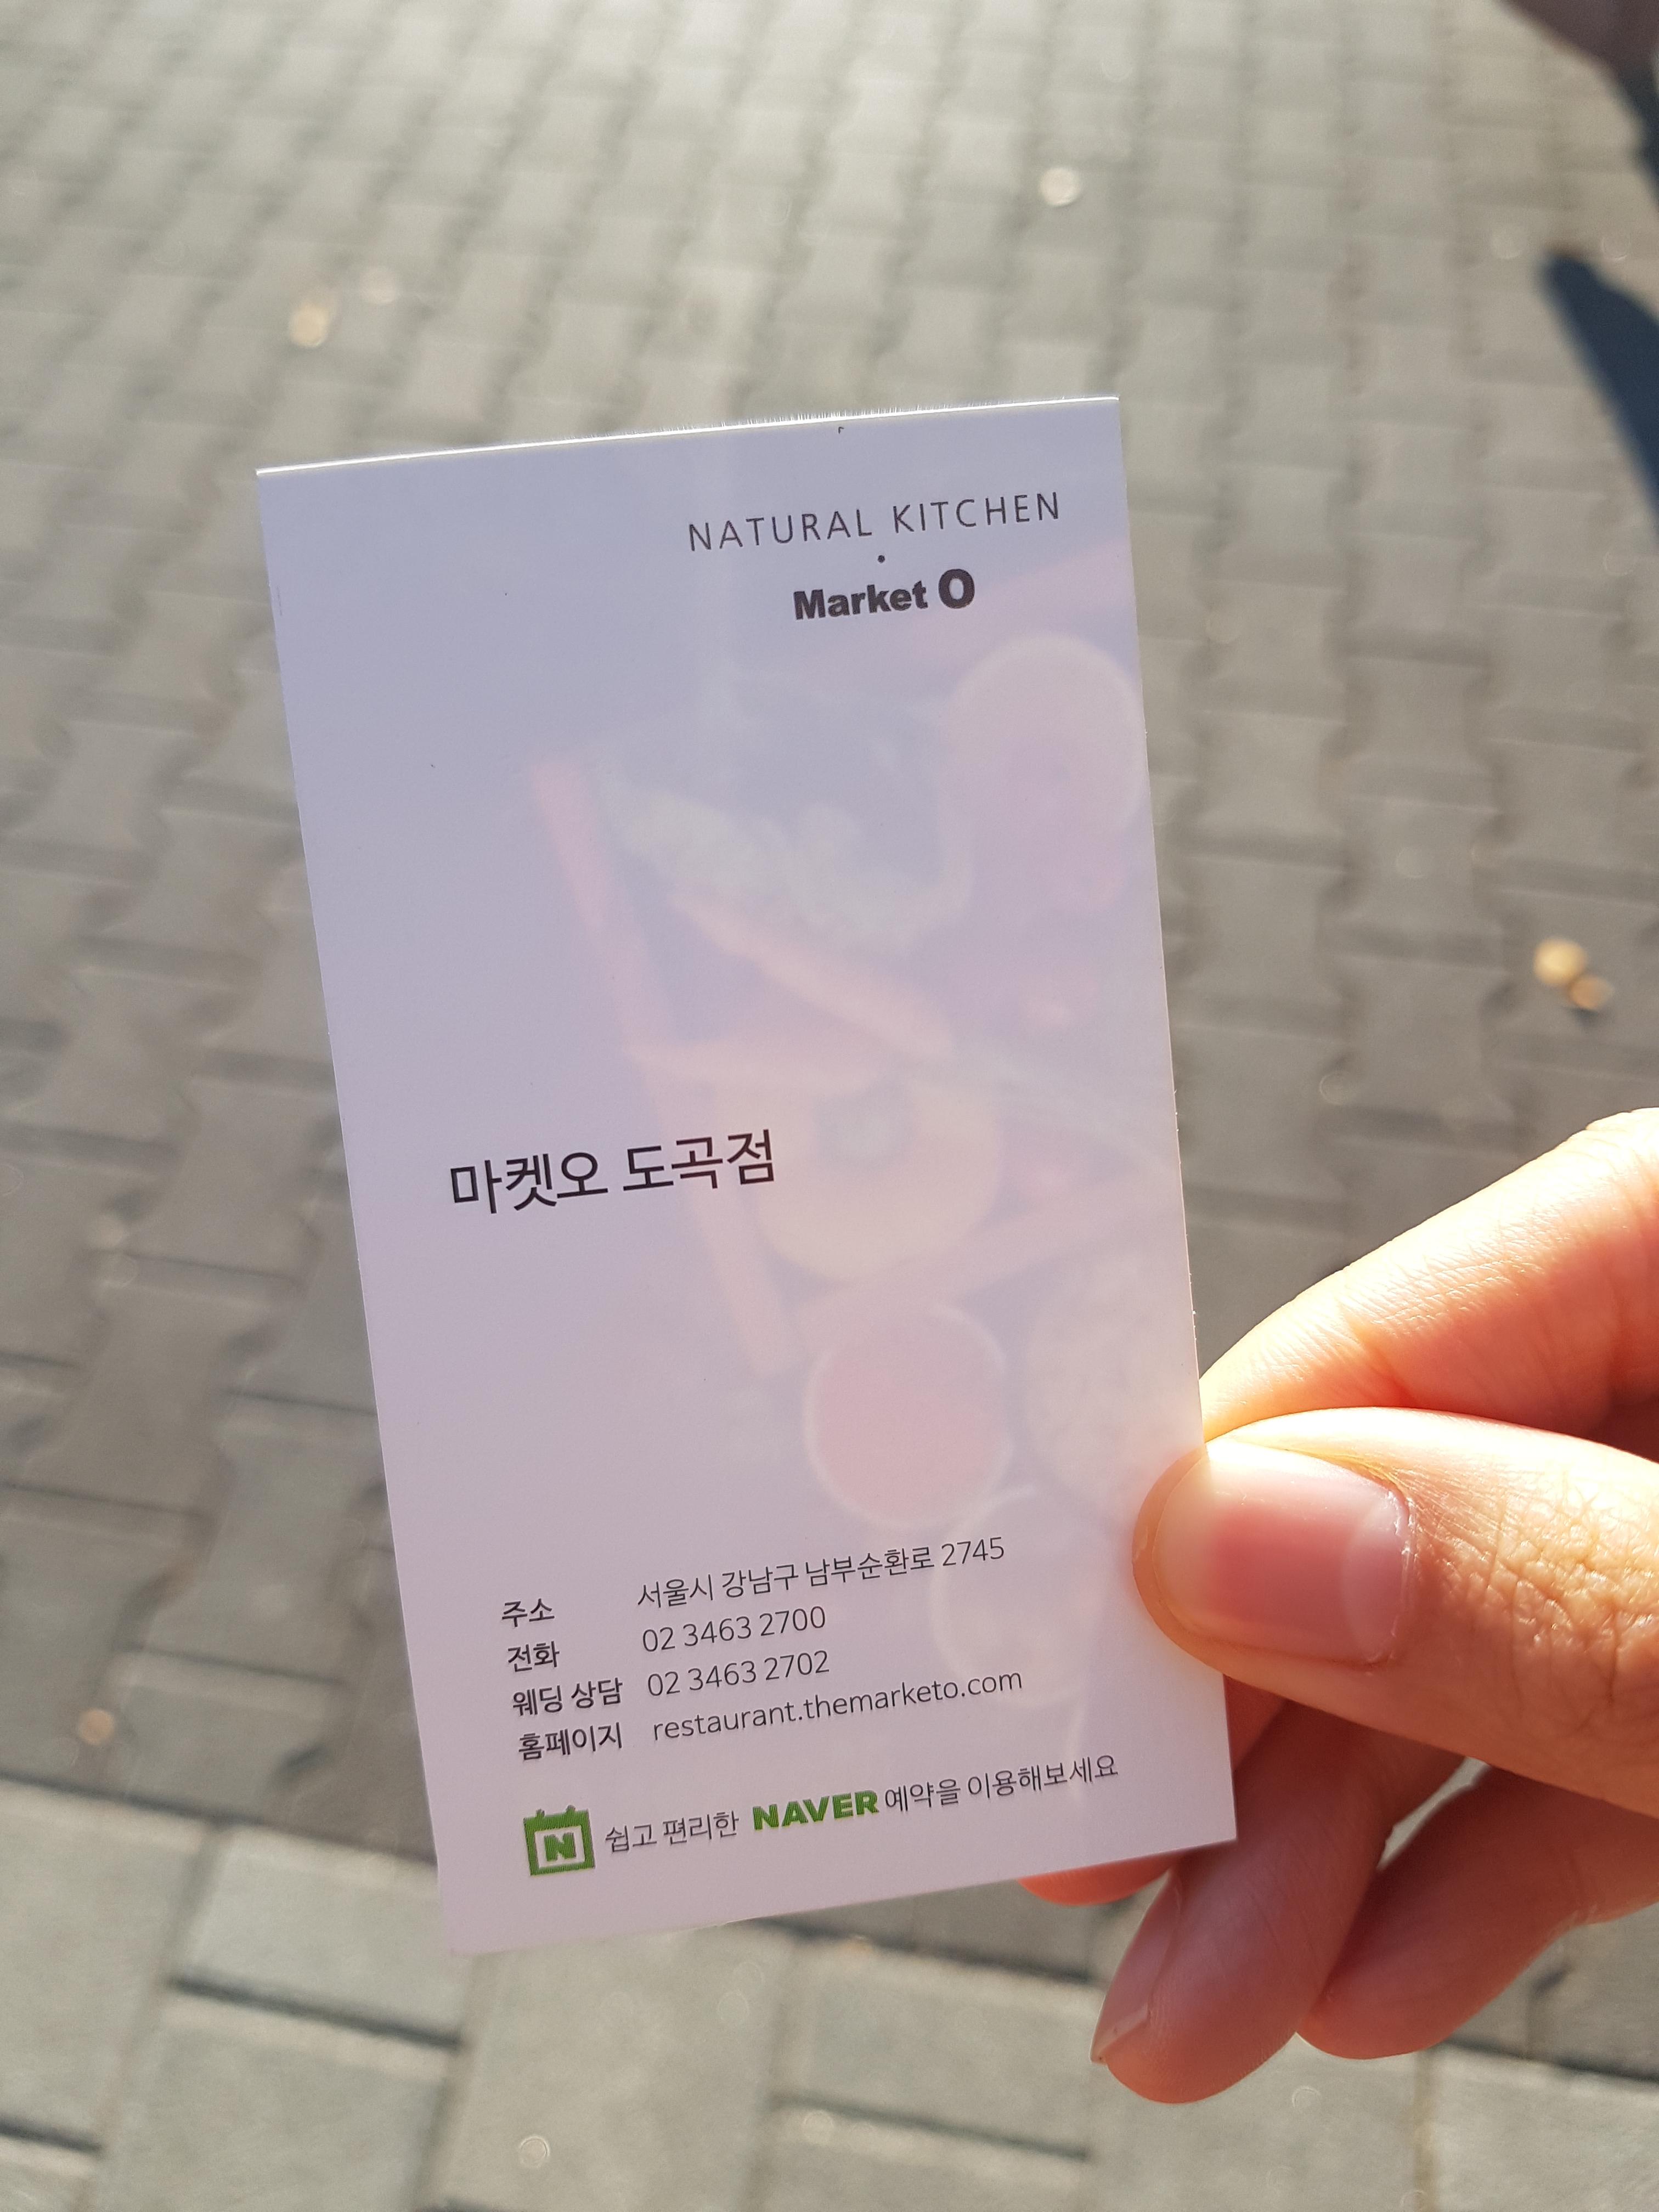 NATURAL KITCHEN
Market O
마켓오 도곡점
주소 서울시 강남구 남부순환로 2745
전화 02 3463 2700
웨딩 상담 02 3463 2702
홈페이지 restaurant.themarketo.com
N 쉽고 편리한 NAVER 예약을 이용해보세요